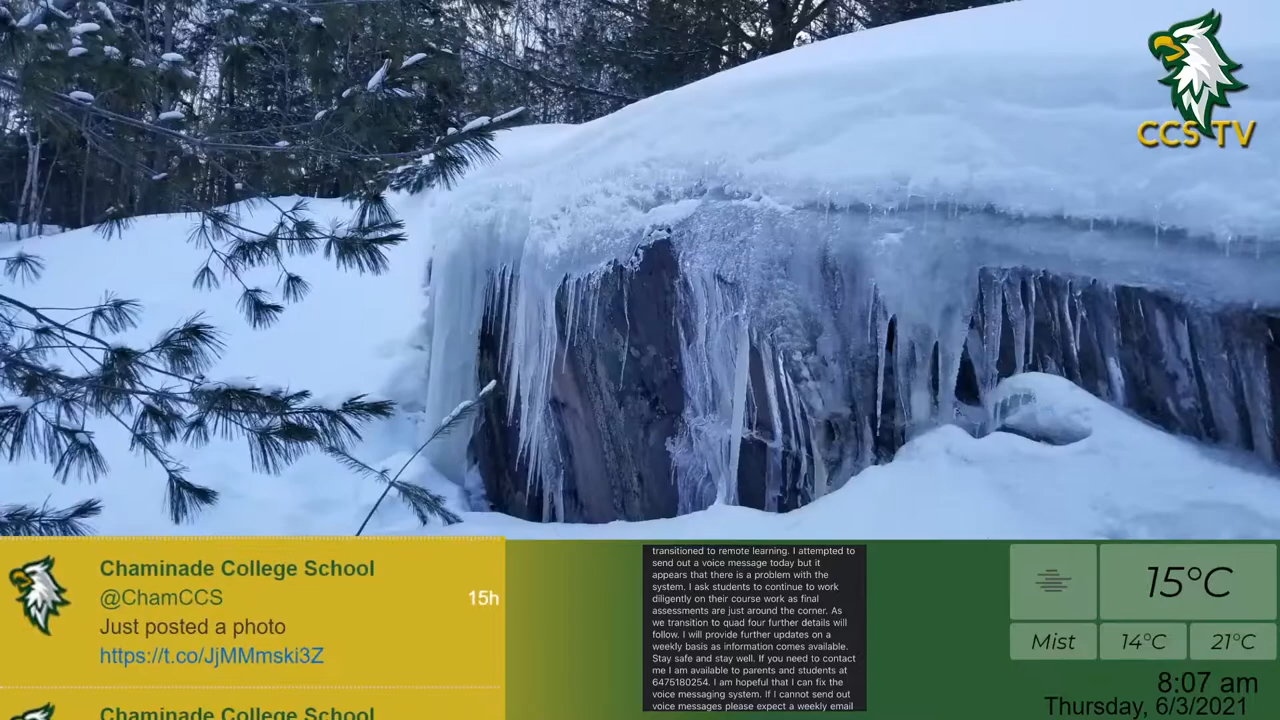 CCS TV
Chaminade College School
@ChamCCS
15h
Just posted a photo
https://t.co/JjMMmski3Z
Chaminade College School
transitioned to remote learning. I attempted to
send out a voice message today but it
appears that there is a problem with the
system. I ask students to continue to work
diligently on their course work as final
assessments are just around the corner. As
we transition to quad four further details will
follow. I will provide further updates on a
weekly basis as information comes available.
Stay safe and stay well. If you need to contact
me I am available to parents and students at
6475180254. I am hopeful that I can fix the
voice messaging system. If I cannot send out
voice messages please expect a weekly email
15°C
Mist
14°C
21°C
8:07 am
Thursday, 6/3/2021